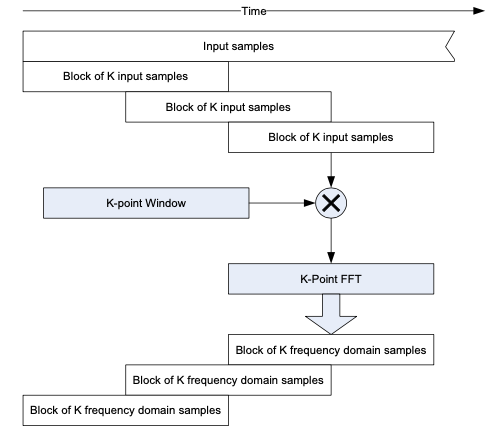 Time
Input samples
Block of K input samples
Block of K input samples
Block of K input samples
K-point Window
K-Point FFT
Block of K frequency domain samples
Block of K frequency domain samples
Block of K frequency domain samples